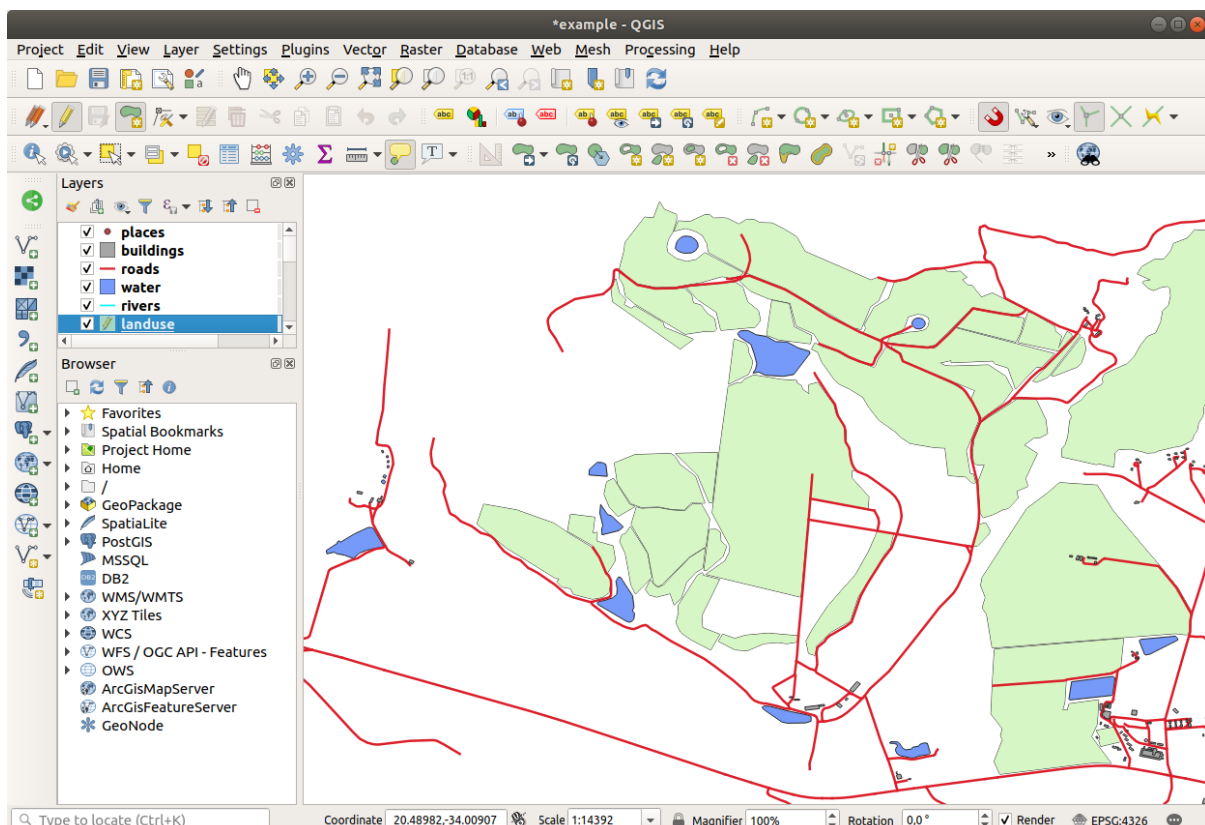 *example - QGIS
Project Edit View Layer Settings Plugins Vector Raster Database Web Mesh Processing Help
Layers
places
buildings
roads
water
rivers
landuse
Browser
Favorites
Spatial Bookmarks
Project Home
Home
/
GeoPackage
SpatiaLite
PostGIS
MSSQL
DB2
WMS/WMTS
XYZ Tiles
WCS
WFS / OGC API - Features
OWS
ArcGisMapServer
ArcGisFeatureServer
GeoNode
Type to locate (Ctrl+K) Coordinate 20.48982,-34.00907 Scale 1:14392 Magnifier 100% Rotation 0,0 ° Render EPSG:4326